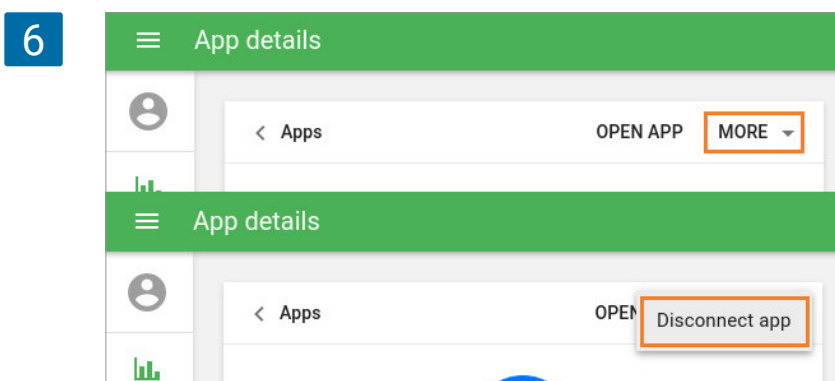 6
App details
Apps OPEN APP MORE
App details
Apps OPEN Disconnect app